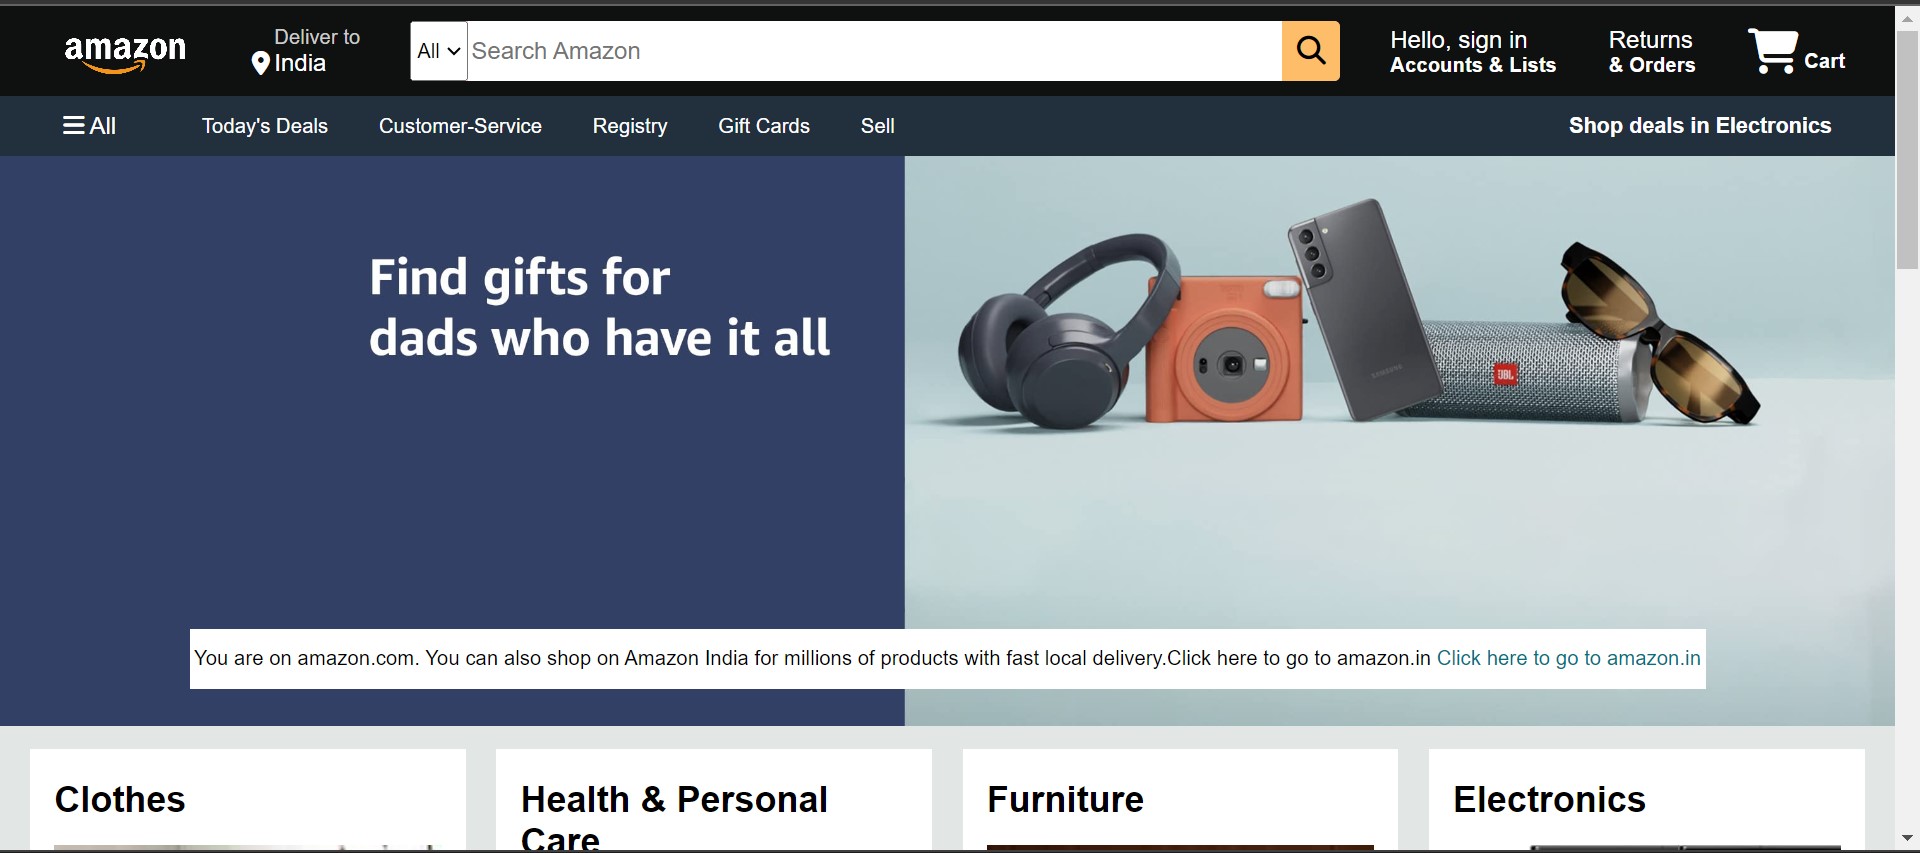 amazon
Deliver to
India
All
Search Amazon
Hello, sign in
Accounts & Lists
Returns
& Orders
Cart
All
Today's Deals
Customer-Service
Registry
Gift Cards
Sell
Shop deals in Electronics
Find gifts for
dads who have it all
SAMSUNG
JBL
You are on amazon.com. You can also shop on Amazon India for millions of products with fast local delivery.Click here to go to amazon.in Click here to go to amazon.in
Clothes
Health & Personal
Care
Furniture
Electronics